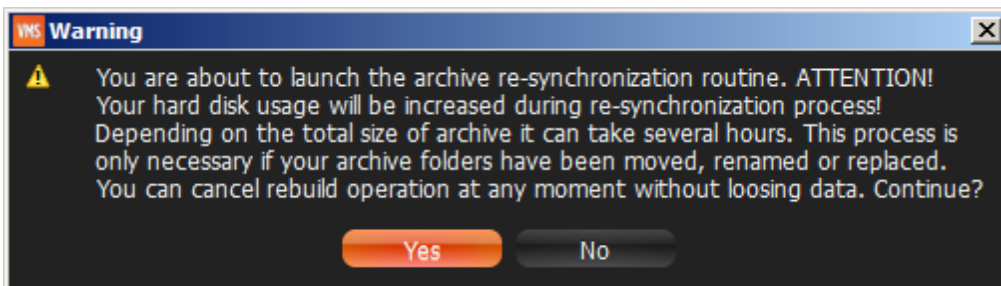 VMS Warning
You are about to launch the archive re-synchronization routine. ATTENTION!
Your hard disk usage will be increased during re-synchronization process!
Depending on the total size of archive it can take several hours. This process is
only necessary if your archive folders have been moved, renamed or replaced.
You can cancel rebuild operation at any moment without loosing data. Continue?
Yes No